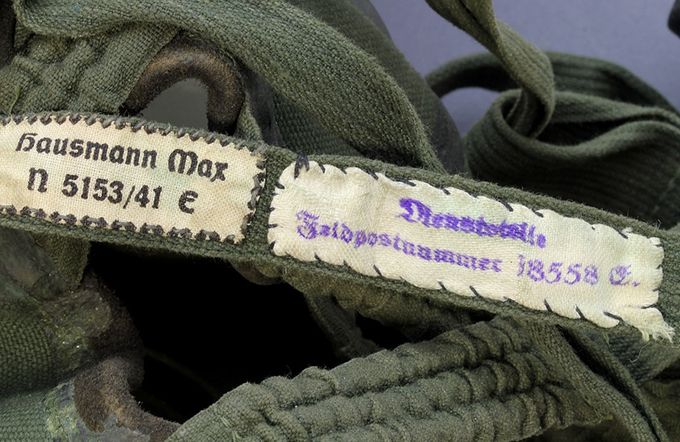 Hausmann Max
N 5153/41 E
Dienststelle
Feldpostnummer 18558 E.